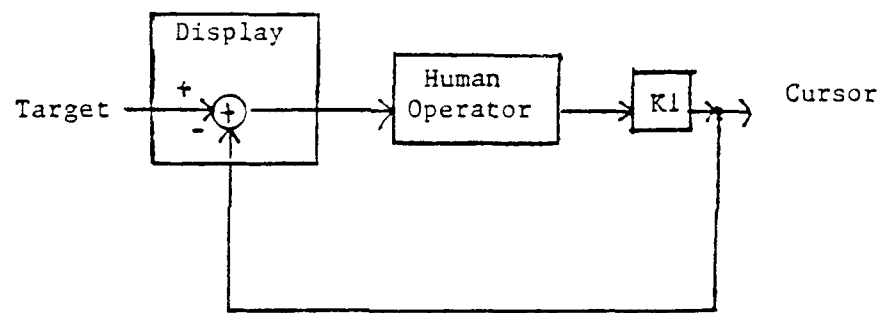 Display
+
Target
-
+
Human
Operator
K1
Cursor